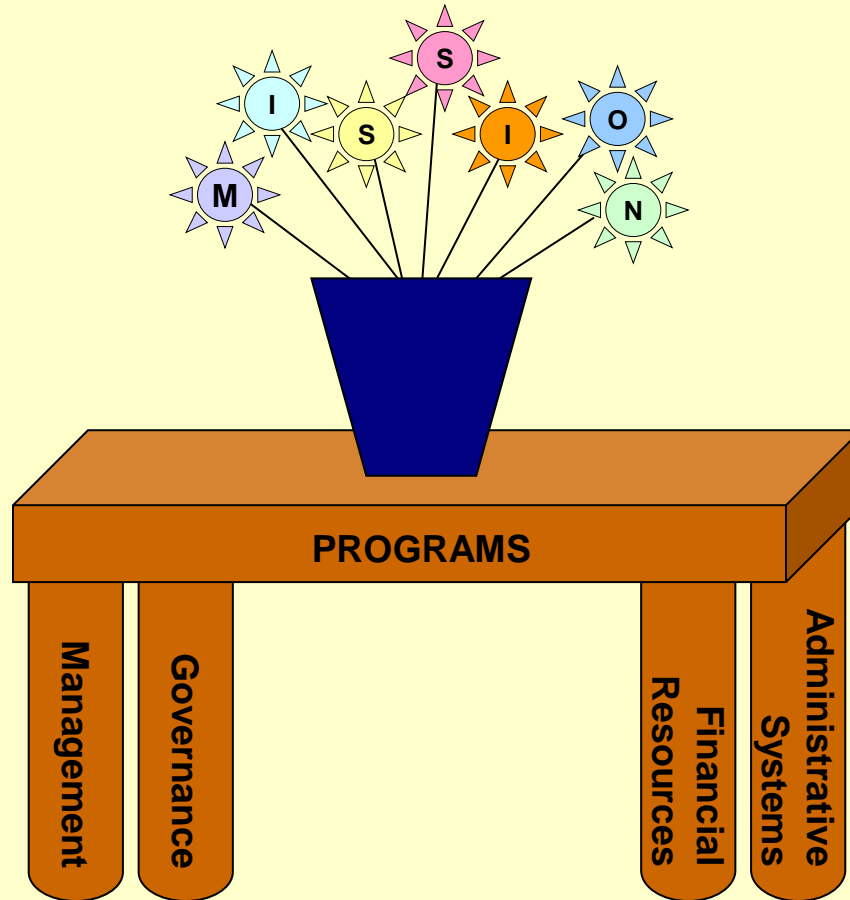 M I S S I O N
PROGRAMS
Management
Governance
Financial
Resources
Administrative
Systems